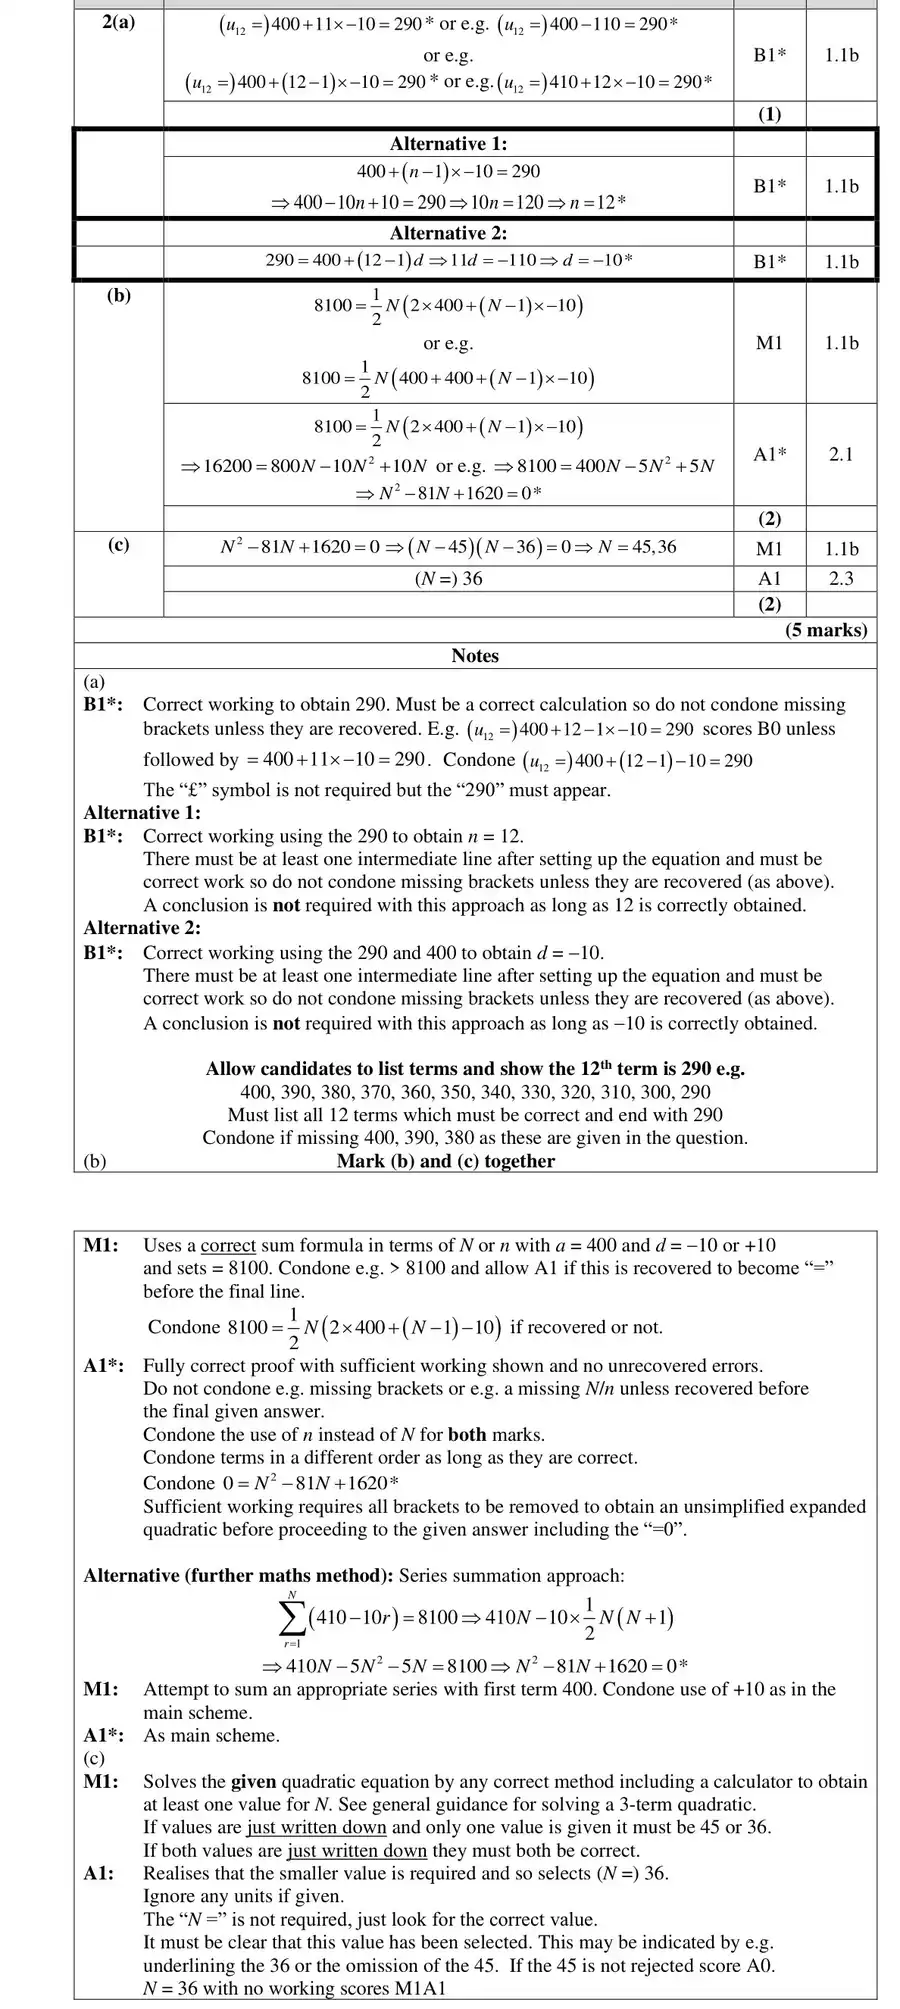 2(a)
(u₁₂ =)400+11×−10 = 290 * or e.g. (u₁₂ =)400−110 = 290*
or e.g.
(u₁₂ =)400+(12−1)×−10 = 290 * or e.g.(u₁₂ =)410+12×−10 = 290*
B1* 1.1b
(1)
Alternative 1:
400+(n−1)×−10 = 290
⇒ 400−10n+10 = 290 ⇒ 10n = 120 ⇒ n = 12*
B1* 1.1b
Alternative 2:
290 = 400+(12−1)d ⇒ 11d = −110 ⇒ d = −10* B1* 1.1b
(b)
8100 = 1/2 N(2×400+(N−1)×−10)
or e.g.
8100 = 1/2 N(400+400+(N−1)×−10)
M1 1.1b
8100 = 1/2 N(2×400+(N−1)×−10)
⇒ 16200 = 800N −10N² +10N or e.g. ⇒ 8100 = 400N −5N² +5N
⇒ N² −81N +1620 = 0*
A1* 2.1
(2)
(c) N² −81N +1620 = 0 ⇒ (N −45)(N −36) = 0 ⇒ N = 45,36 M1 1.1b
(N =) 36 A1 2.3
(2)
(5 marks)
Notes
(a)
B1*: Correct working to obtain 290. Must be a correct calculation so do not condone missing
brackets unless they are recovered. E.g. (u₁₂ =)400+12−1×−10 = 290 scores B0 unless
followed by = 400+11×−10 = 290. Condone (u₁₂ =)400+(12−1)−10 = 290
The “£” symbol is not required but the “290” must appear.
Alternative 1:
B1*: Correct working using the 290 to obtain n = 12.
There must be at least one intermediate line after setting up the equation and must be
correct work so do not condone missing brackets unless they are recovered (as above).
A conclusion is not required with this approach as long as 12 is correctly obtained.
Alternative 2:
B1*: Correct working using the 290 and 400 to obtain d = −10.
There must be at least one intermediate line after setting up the equation and must be
correct work so do not condone missing brackets unless they are recovered (as above).
A conclusion is not required with this approach as long as −10 is correctly obtained.
Allow candidates to list terms and show the 12th term is 290 e.g.
400, 390, 380, 370, 360, 350, 340, 330, 320, 310, 300, 290
Must list all 12 terms which must be correct and end with 290
Condone if missing 400, 390, 380 as these are given in the question.
(b) Mark (b) and (c) together
M1: Uses a correct sum formula in terms of N or n with a = 400 and d = −10 or +10
and sets = 8100. Condone e.g. > 8100 and allow A1 if this is recovered to become “=”
before the final line.
Condone 8100 = 1/2 N(2×400+(N−1)−10) if recovered or not.
A1*: Fully correct proof with sufficient working shown and no unrecovered errors.
Do not condone e.g. missing brackets or e.g. a missing N/n unless recovered before
the final given answer.
Condone the use of n instead of N for both marks.
Condone terms in a different order as long as they are correct.
Condone 0 = N² −81N +1620*
Sufficient working requires all brackets to be removed to obtain an unsimplified expanded
quadratic before proceeding to the given answer including the “=0”.
Alternative (further maths method): Series summation approach:
∑_{r=1}^{N} (410−10r) = 8100 ⇒ 410N −10× 1/2 N(N +1)
⇒ 410N −5N² −5N = 8100 ⇒ N² −81N +1620 = 0*
M1: Attempt to sum an appropriate series with first term 400. Condone use of +10 as in the
main scheme.
A1*: As main scheme.
(c)
M1: Solves the given quadratic equation by any correct method including a calculator to obtain
at least one value for N. See general guidance for solving a 3-term quadratic.
If values are just written down and only one value is given it must be 45 or 36.
If both values are just written down they must both be correct.
A1: Realises that the smaller value is required and so selects (N =) 36.
Ignore any units if given.
The “N =” is not required, just look for the correct value.
It must be clear that this value has been selected. This may be indicated by e.g.
underlining the 36 or the omission of the 45. If the 45 is not rejected score A0.
N = 36 with no working scores M1A1